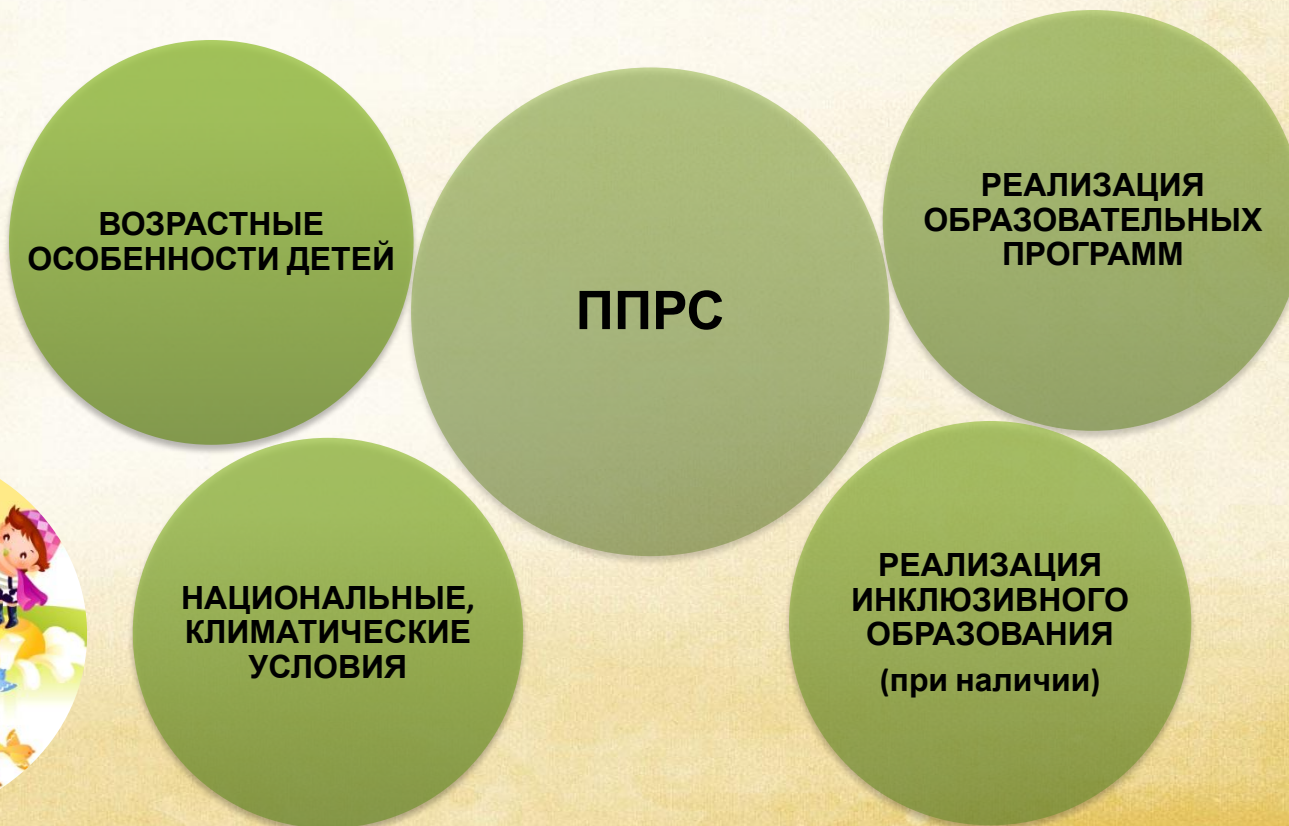 ВОЗРАСТНЫЕ
ОСОБЕННОСТИ ДЕТЕЙ
ППРС
РЕАЛИЗАЦИЯ
ОБРАЗОВАТЕЛЬНЫХ
ПРОГРАММ
НАЦИОНАЛЬНЫЕ,
КЛИМАТИЧЕСКИЕ
УСЛОВИЯ
РЕАЛИЗАЦИЯ
ИНКЛЮЗИВНОГО
ОБРАЗОВАНИЯ
(при наличии)